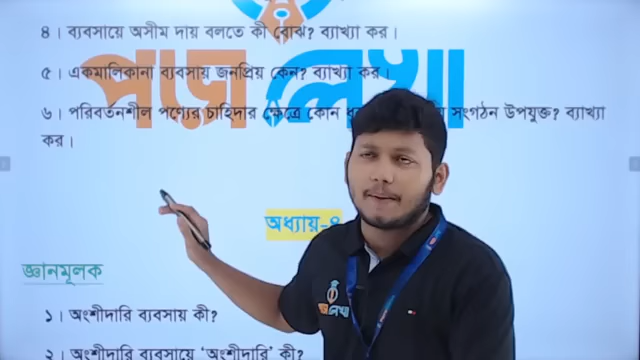 ৪। ব্যবসায়ে অসীম দায় বলতে কী বোঝ? ব্যাখ্যা কর।
৫। একমালিকানা ব্যবসায় জনপ্রিয় কেন? ব্যাখ্যা কর।
পড়া লেখা
৬। পরিবর্তনশীল পণ্যের চাহিদার ক্ষেত্রে কোন সংগঠন উপযুক্ত? ব্যাখ্যা
কর।
অধ্যায়-৪
জ্ঞানমূলক
১। অংশীদারি ব্যবসায় কী?
২। অংশীদারি ব্যবসায়ে ‘অংশীদারি’ কী?